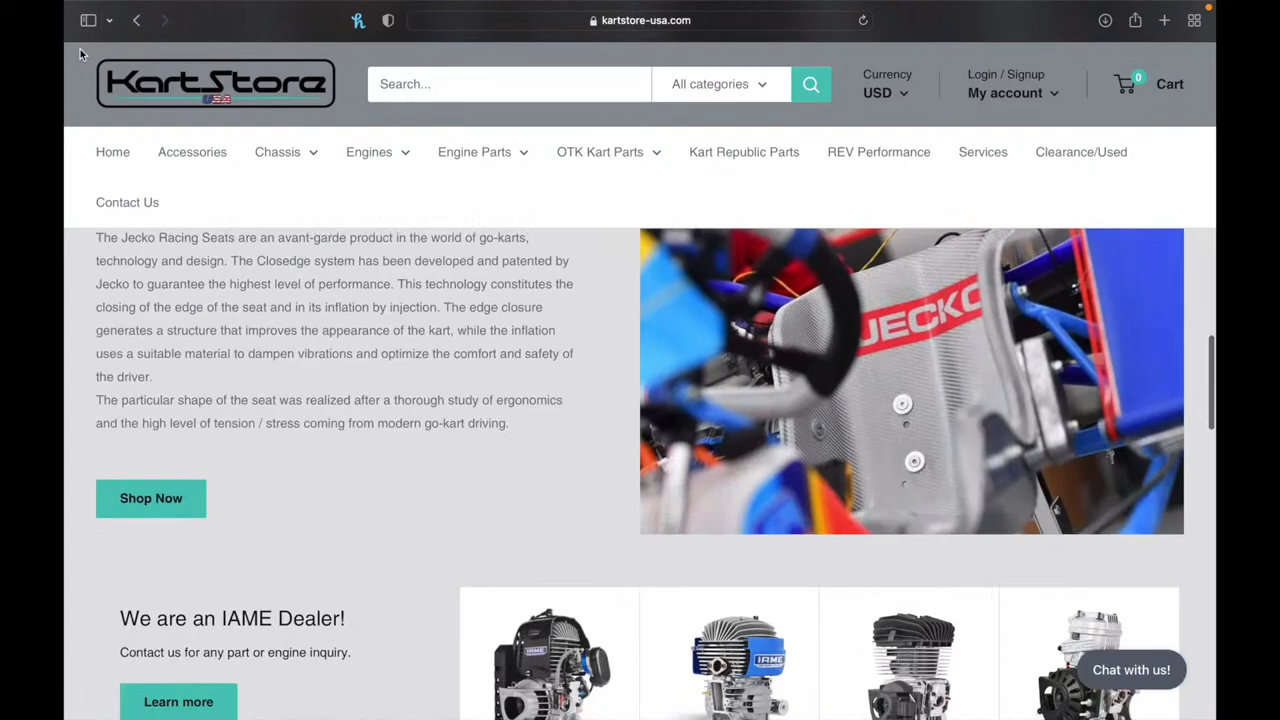 kartstore-usa.com
KartStore
USA
Search...
All categories
Currency
USD
Login / Signup
My account
0
Cart
Home
Accessories
Chassis
Engines
Engine Parts
OTK Kart Parts
Kart Republic Parts
REV Performance
Services
Clearance/Used
Contact Us
The Jecko Racing Seats are an avant-garde product in the world of go-karts,
technology and design. The Closedge system has been developed and patented by
Jecko to guarantee the highest level of performance. This technology constitutes the
closing of the edge of the seat and in its inflation by injection. The edge closure
generates a structure that improves the appearance of the kart, while the inflation
uses a suitable material to dampen vibrations and optimize the comfort and safety of
the driver.
The particular shape of the seat was realized after a thorough study of ergonomics
and the high level of tension / stress coming from modern go-kart driving.
JECKO
Shop Now
We are an IAME Dealer!
Contact us for any part or engine inquiry.
Learn more
IAME
IAME
Chat with us!